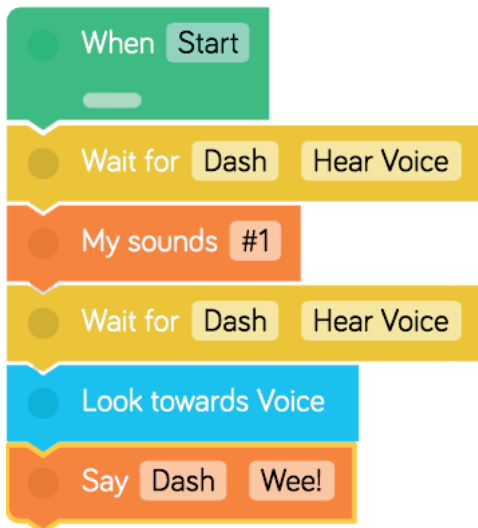 When Start
Wait for Dash Hear Voice
My sounds #1
Wait for Dash Hear Voice
Look towards Voice
Say Dash Wee!